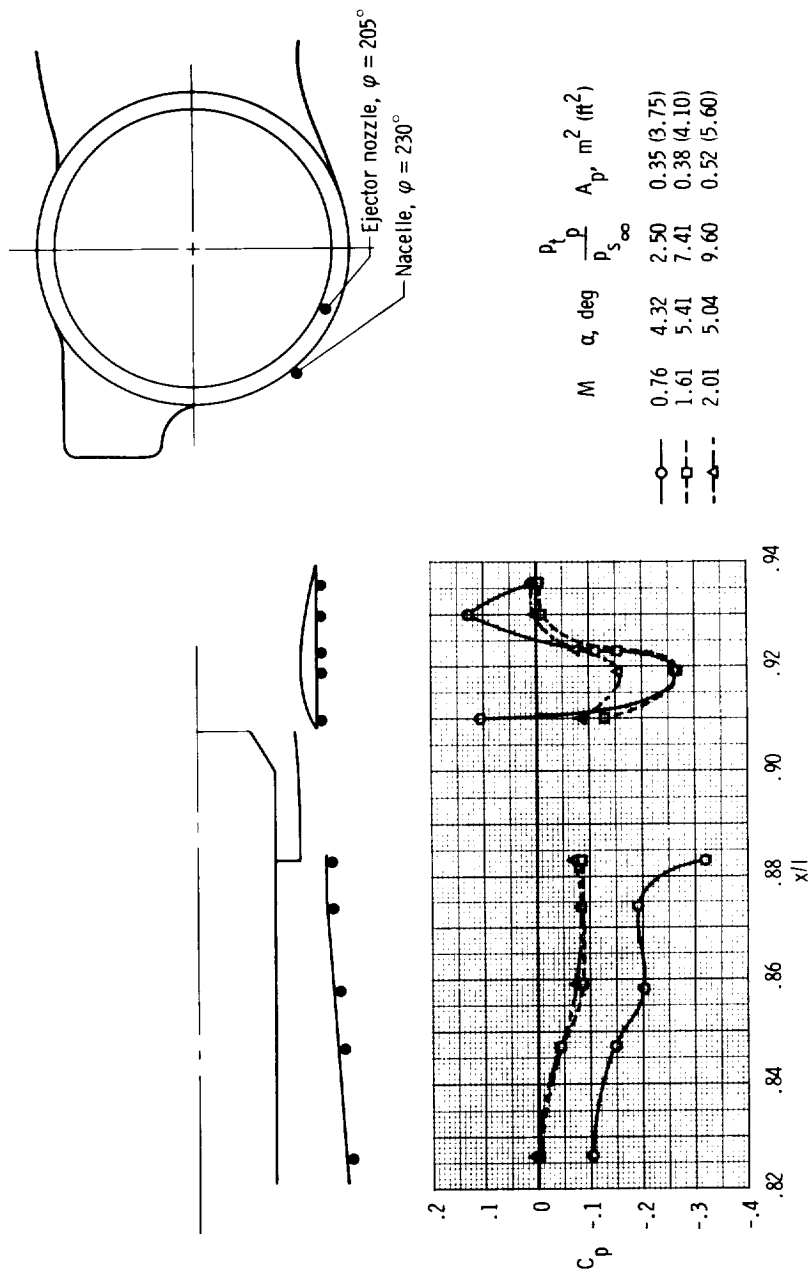 Ejector nozzle, φ = 205°
Nacelle, φ = 230°
M α, deg p_t_p / p_s_∞ A_p, m² (ft²)
0.76 4.32 2.50 0.35 (3.75)
1.61 5.41 7.41 0.38 (4.10)
2.01 5.04 9.60 0.52 (5.60)
C_p
.2
.1
0
-.1
-.2
-.3
-.4
.82 .84 .86 .88 .90 .92 .94
x/l